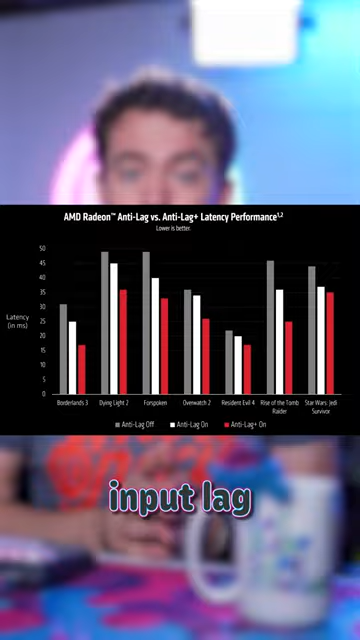 AMD Radeon™ Anti-Lag vs. Anti-Lag+ Latency Performance¹,²
Lower is better.
Latency
(in ms)
50
45
40
35
30
25
20
15
10
5
0
Borderlands 3
Dying Light 2
Forspoken
Overwatch 2
Resident Evil 4
Rise of the Tomb
Raider
Star Wars Jedi
Survivor
Anti-Lag Off
Anti-Lag On
Anti-Lag+ On
input lag